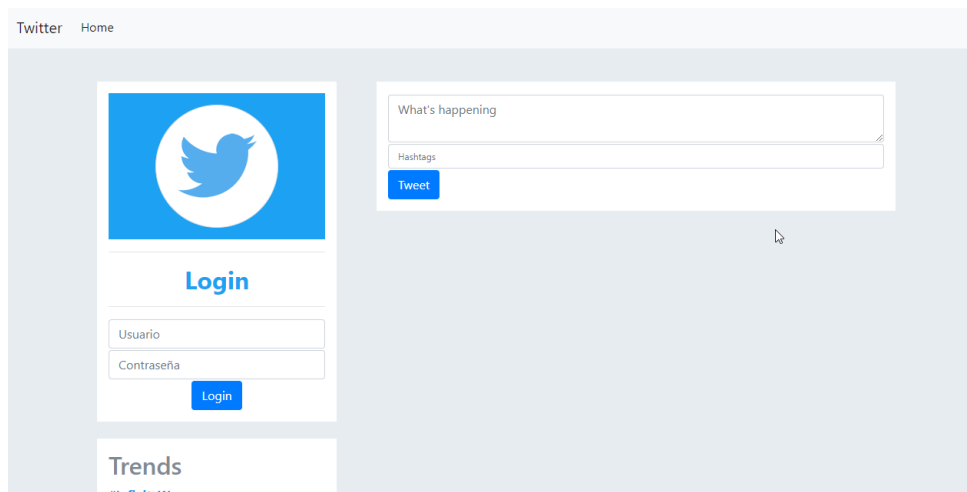 Twitter Home
What's happening
Hashtags
Tweet
Login
Usuario
Contraseña
Login
Trends